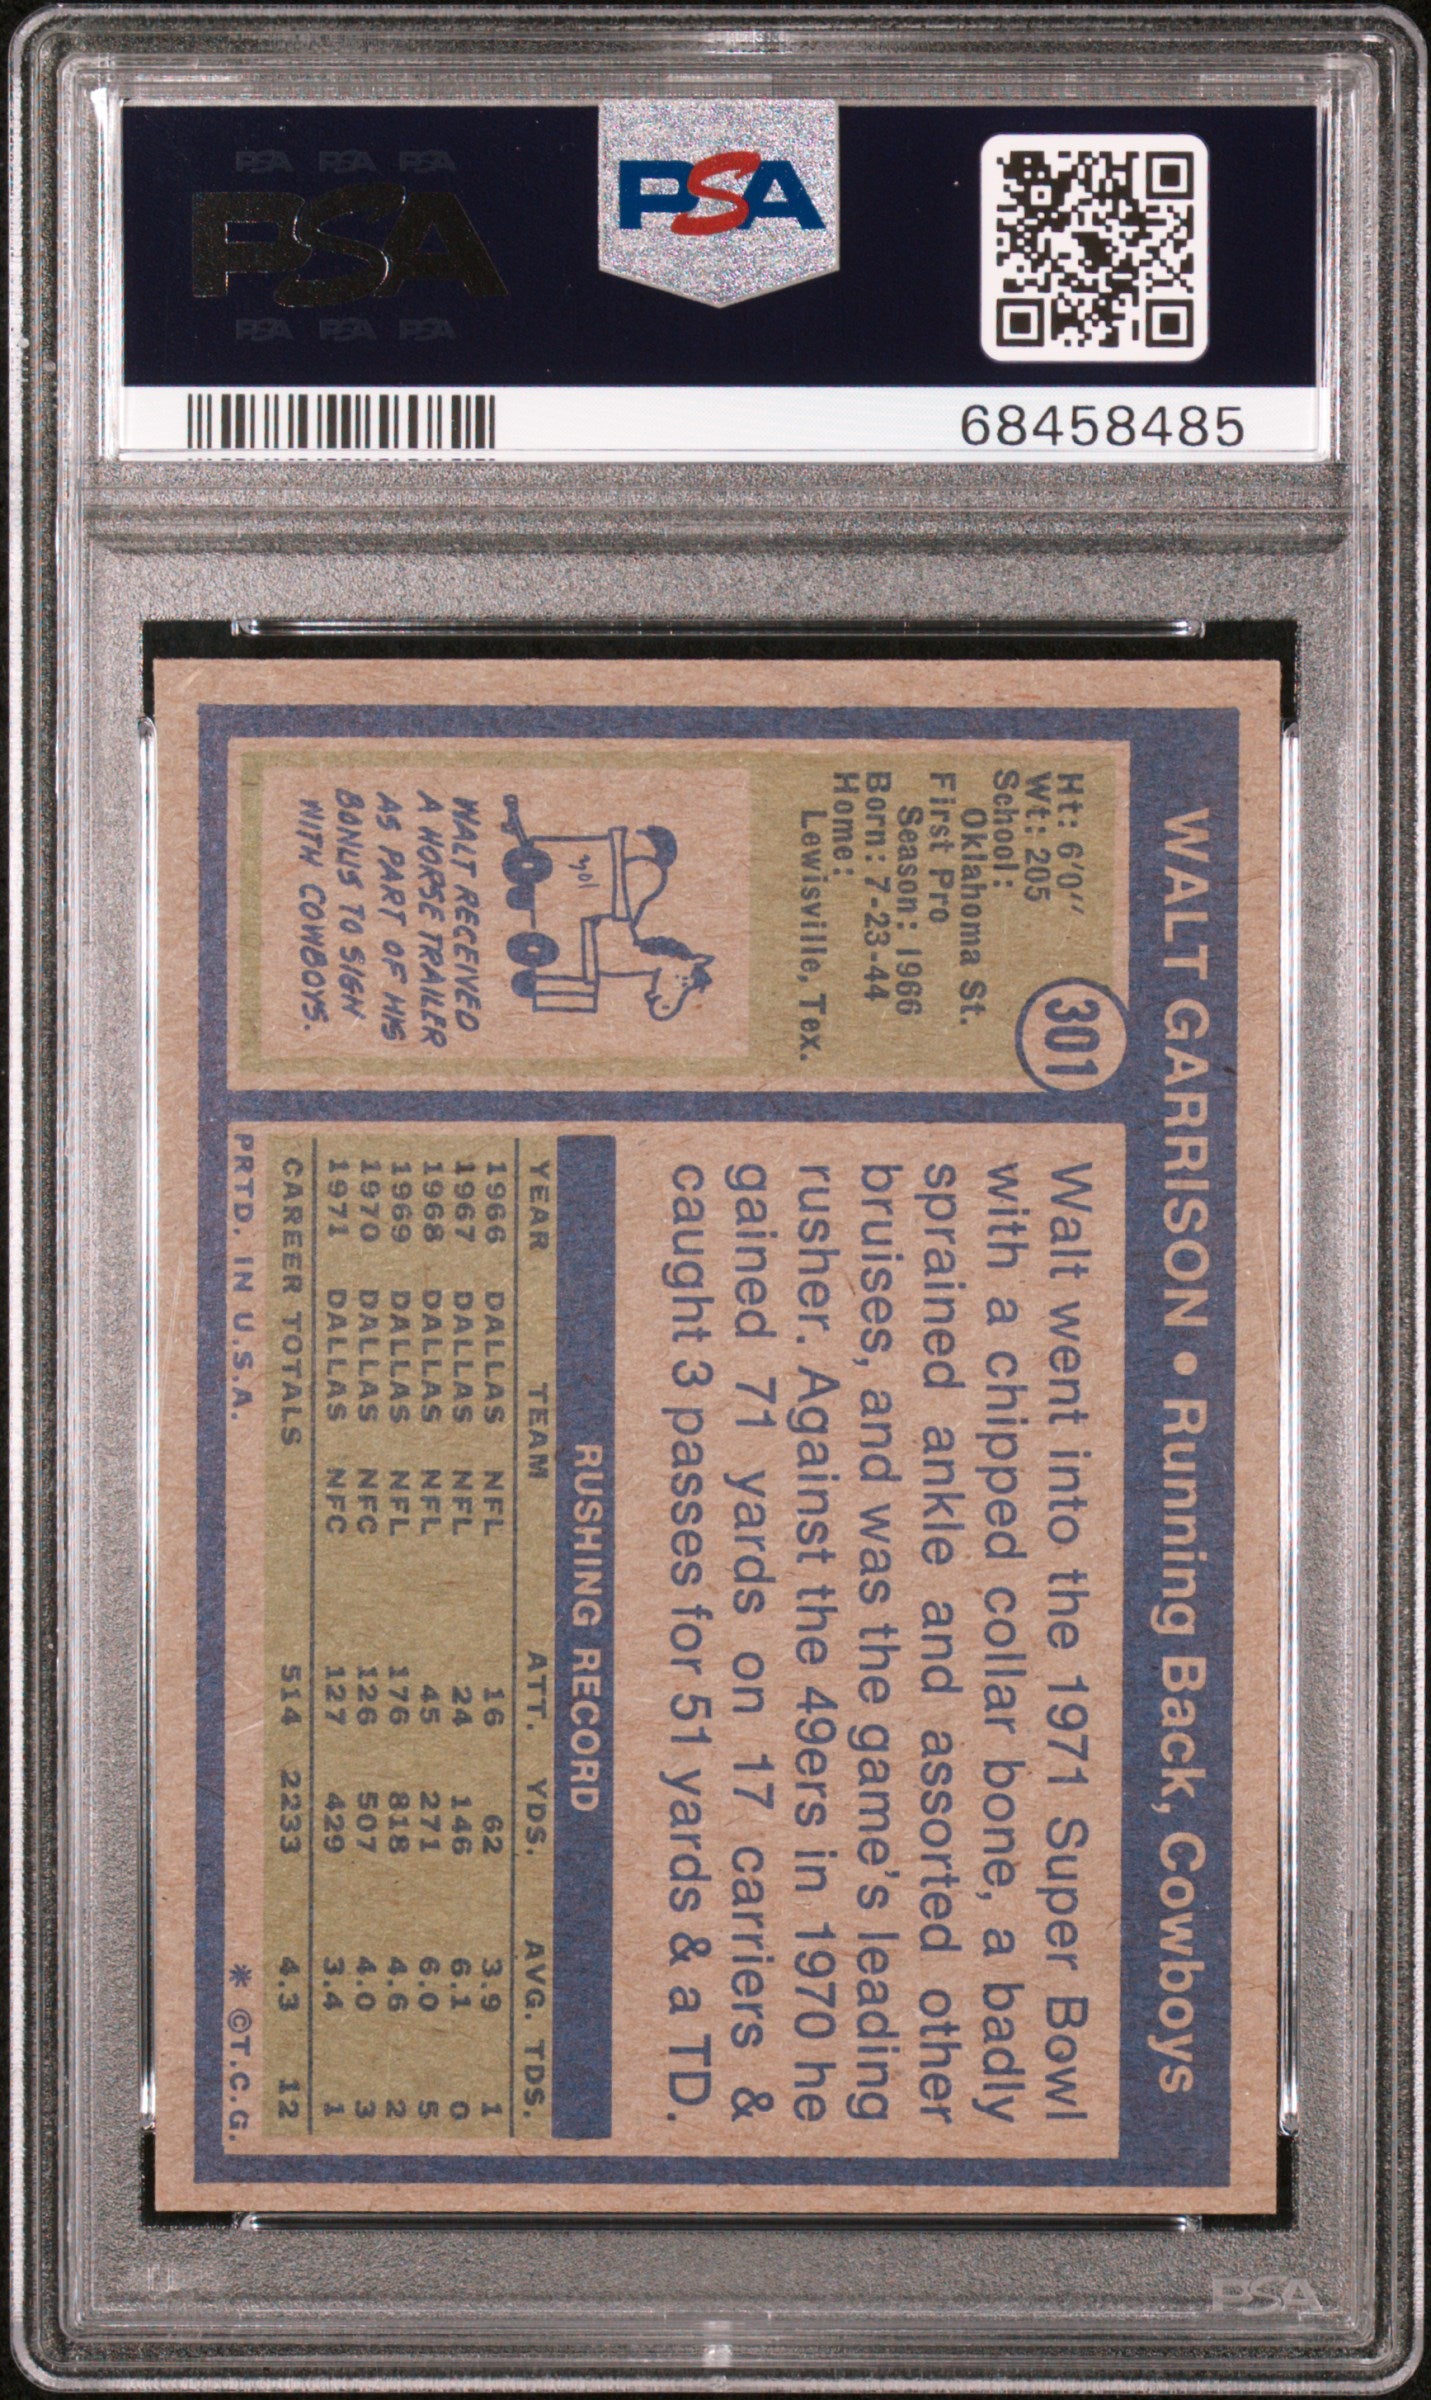 PSA PSA PSA
PSA
PSA PSA PSA
PSA
68458485
WALT GARRISON • Running Back, Cowboys
301
Ht: 6'0"
Wt: 205
School:
Oklahoma St.
First Pro
Season: 1966
Born: 7-23-44
Home:
Lewisville, Tex.
WALT RECEIVED
A HORSE TRAILER
AS PART OF HIS
BONUS TO SIGN
WITH COWBOYS.
Walt went into the 1971 Super Bowl
with a chipped collar bone, a badly
sprained ankle and assorted other
bruises, and was the game's leading
rusher. Against the 49ers in 1970 he
gained 71 yards on 17 carriers &
caught 3 passes for 51 yards & a TD.
RUSHING RECORD
YEAR TEAM ATT. YDS. AVG. TDS.
1966 DALLAS NFL 16 62 3.9 1
1967 DALLAS NFL 24 146 6.1 0
1968 DALLAS NFL 45 271 6.0 5
1969 DALLAS NFL 176 818 4.6 2
1970 DALLAS NFC 126 507 4.0 3
1971 DALLAS NFC 127 429 3.4 1
CAREER TOTALS 514 2233 4.3 12
PRTD. IN U.S.A. * ©T.C.G.
PSA